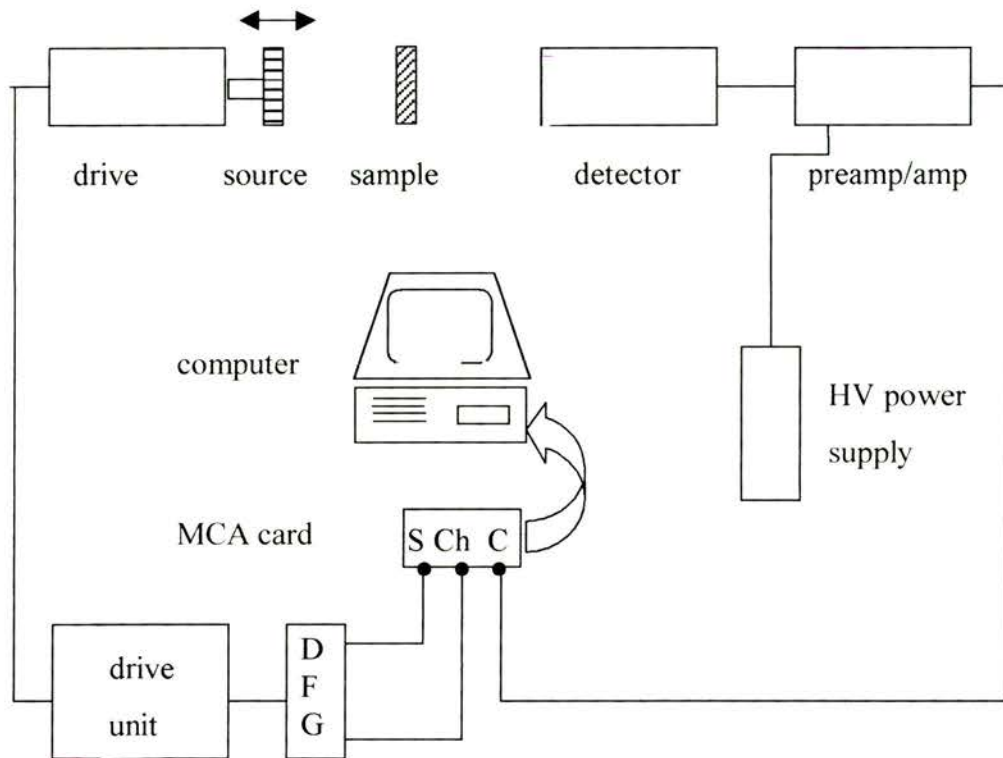 drive
source
sample
detector
preamp/amp
computer
HV power
supply
MCA card
S Ch C
drive
unit
D
F
G